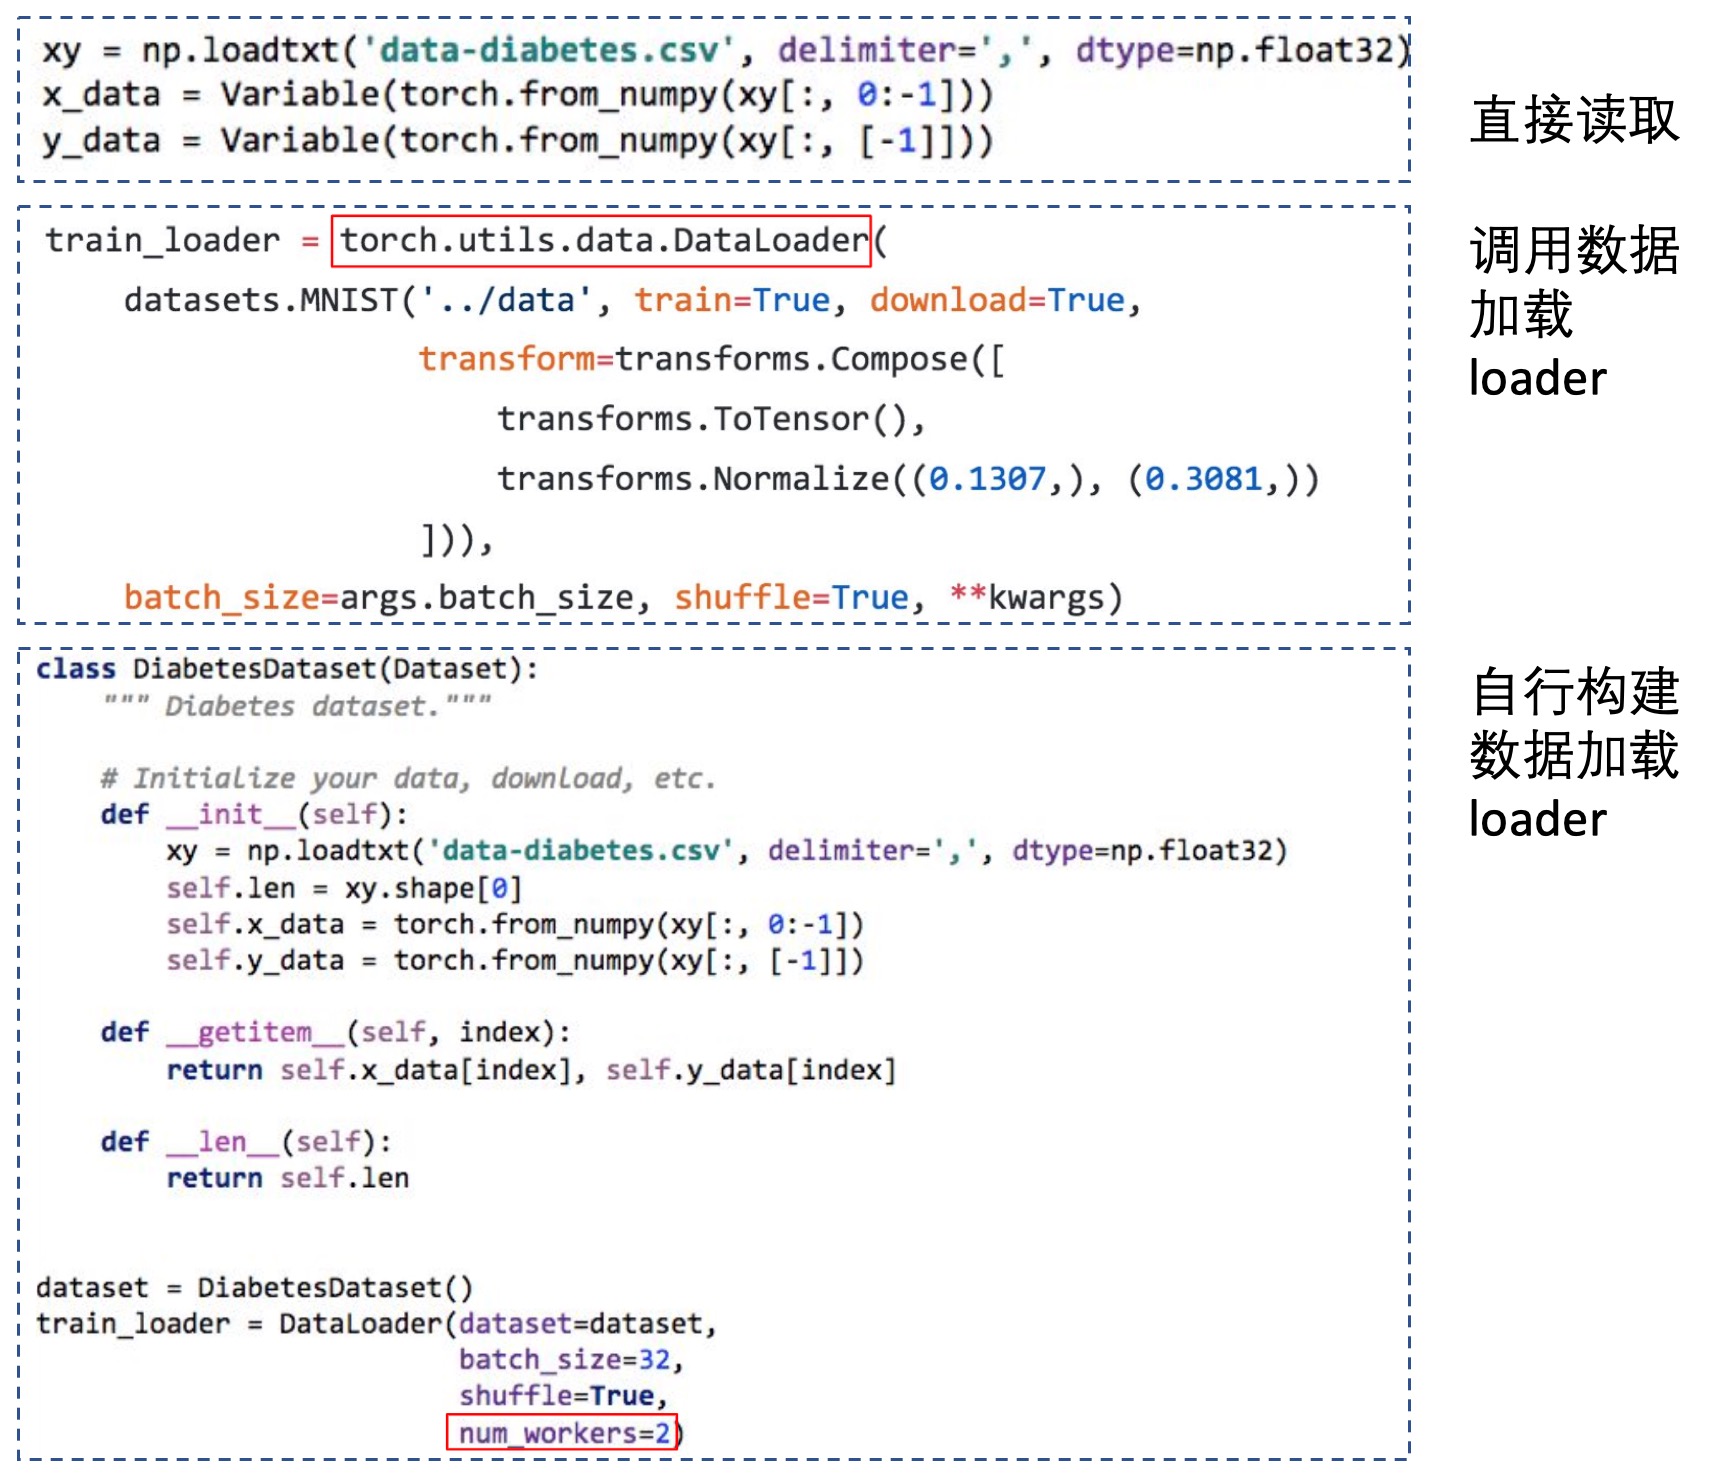 xy = np.loadtxt('data-diabetes.csv', delimiter=',', dtype=np.float32)
x_data = Variable(torch.from_numpy(xy[:, 0:-1]))
y_data = Variable(torch.from_numpy(xy[:, [-1]]))
直接读取
train_loader = torch.utils.data.DataLoader(
    datasets.MNIST('../data', train=True, download=True,
                   transform=transforms.Compose([
                       transforms.ToTensor(),
                       transforms.Normalize((0.1307,), (0.3081,))
                   ])),
    batch_size=args.batch_size, shuffle=True, **kwargs)
调用数据
加载
loader
class DiabetesDataset(Dataset):
    """ Diabetes dataset."""
    # Initialize your data, download, etc.
    def __init__(self):
        xy = np.loadtxt('data-diabetes.csv', delimiter=',', dtype=np.float32)
        self.len = xy.shape[0]
        self.x_data = torch.from_numpy(xy[:, 0:-1])
        self.y_data = torch.from_numpy(xy[:, [-1]])
    def __getitem__(self, index):
        return self.x_data[index], self.y_data[index]
    def __len__(self):
        return self.len
dataset = DiabetesDataset()
train_loader = DataLoader(dataset=dataset,
                          batch_size=32,
                          shuffle=True,
                          num_workers=2)
自行构建
数据加载
loader